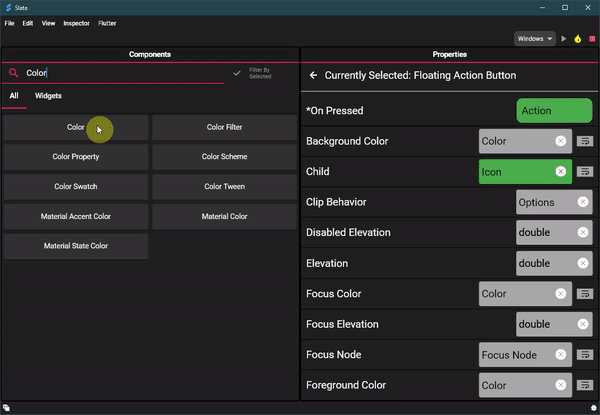 Slate
File Edit View Inspector Flutter
Windows
Components
Color
Filter By
Selected
All Widgets
Color Color Filter
Color Property Color Scheme
Color Swatch Color Tween
Material Accent Color Material Color
Material State Color
Properties
Currently Selected: Floating Action Button
*On Pressed Action
Background Color Color
Child Icon
Clip Behavior Options
Disabled Elevation double
Elevation double
Focus Color Color
Focus Elevation double
Focus Node Focus Node
Foreground Color Color